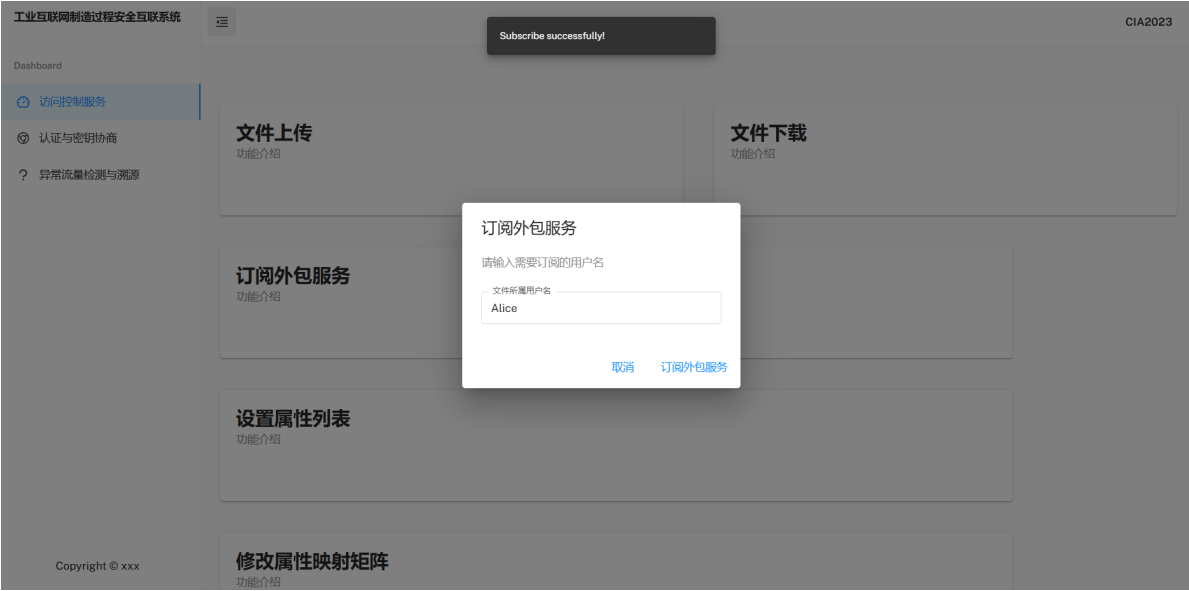 工业互联网制造过程安全互联系统
Subscribe successfully!
CIA2023
Dashboard
访问控制服务
认证与密钥协商
异常流量检测与溯源
文件上传
功能介绍
文件下载
功能介绍
订阅外包服务
功能介绍
订阅外包服务
请输入需要订阅的用户名
文件所属用户名
Alice
取消
订阅外包服务
设置属性列表
功能介绍
修改属性映射矩阵
功能介绍
Copyright © xxx